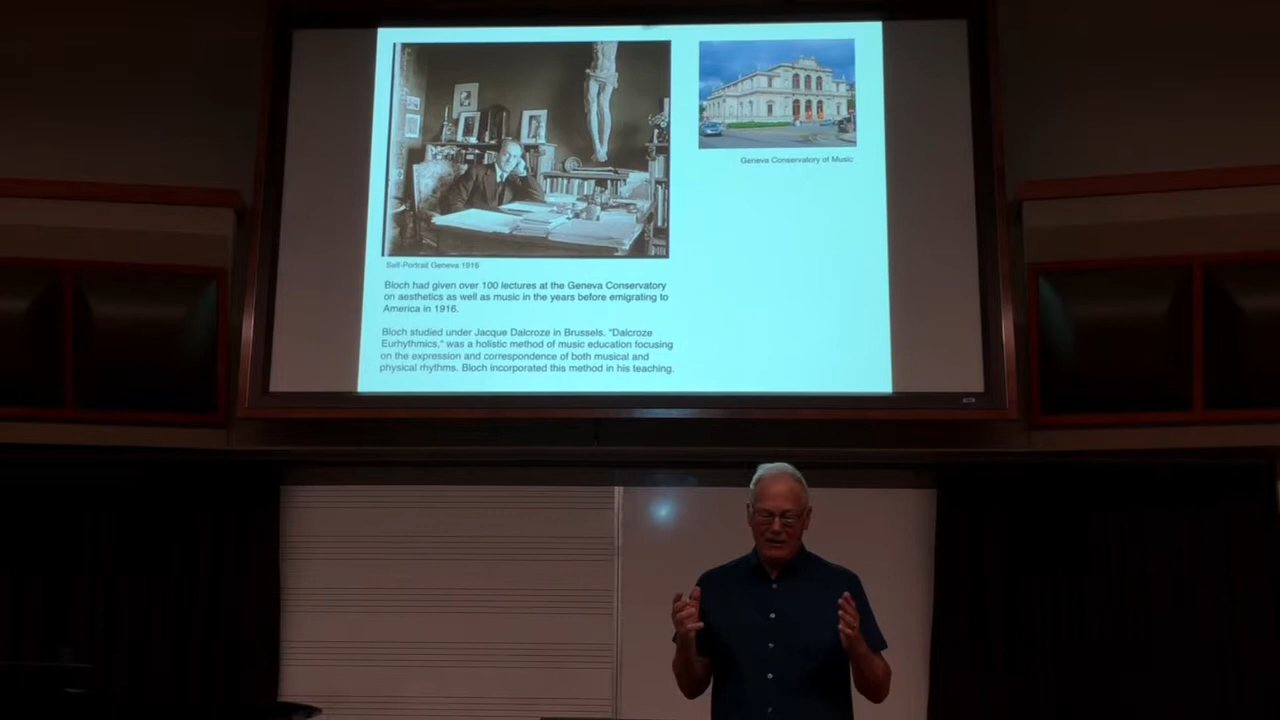 Geneva Conservatory of Music
Self-Portrait Geneva 1916
Bloch had given over 100 lectures at the Geneva Conservatory
on aesthetics as well as music in the years before emigrating to
America in 1916.
Bloch studied under Jacque Dalcroze in Brussels. "Dalcroze
Eurhythmics," was a holistic method of music education focusing
on the expression and correspondence of both musical and
physical rhythms. Bloch incorporated this method in his teaching.